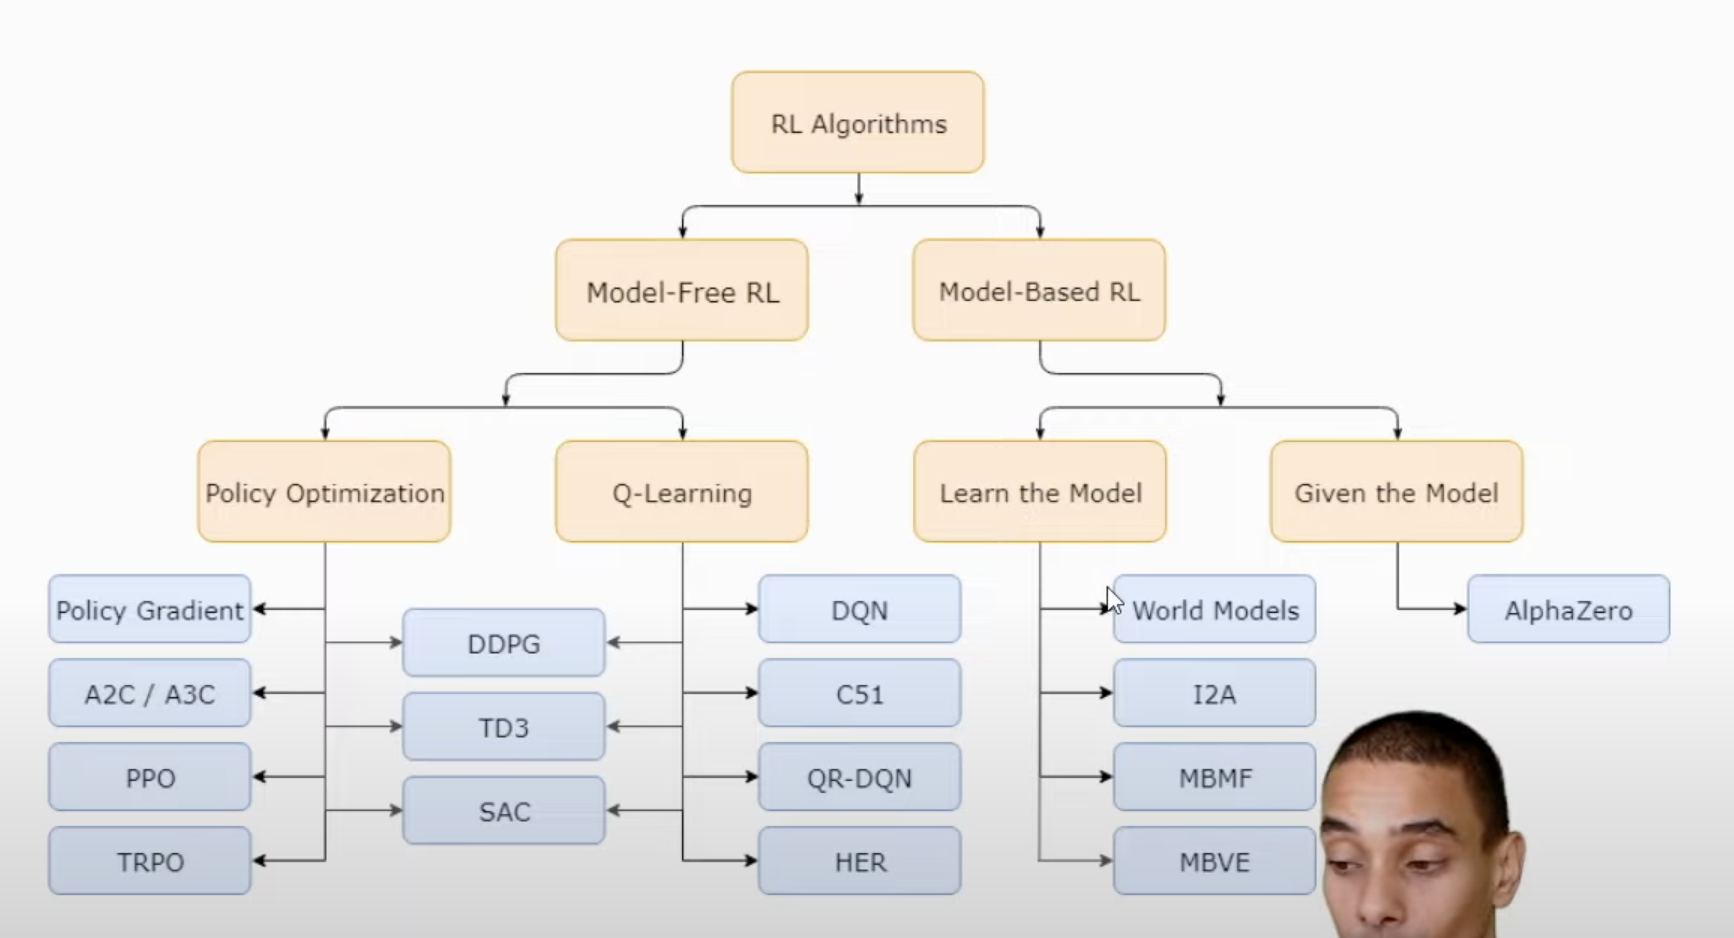 RL Algorithms
Model-Free RL
Model-Based RL
Policy Optimization
Q-Learning
Learn the Model
Given the Model
Policy Gradient
DDPG
DQN
World Models
AlphaZero
A2C / A3C
TD3
C51
I2A
PPO
SAC
QR-DQN
MBMF
TRPO
HER
MBVE